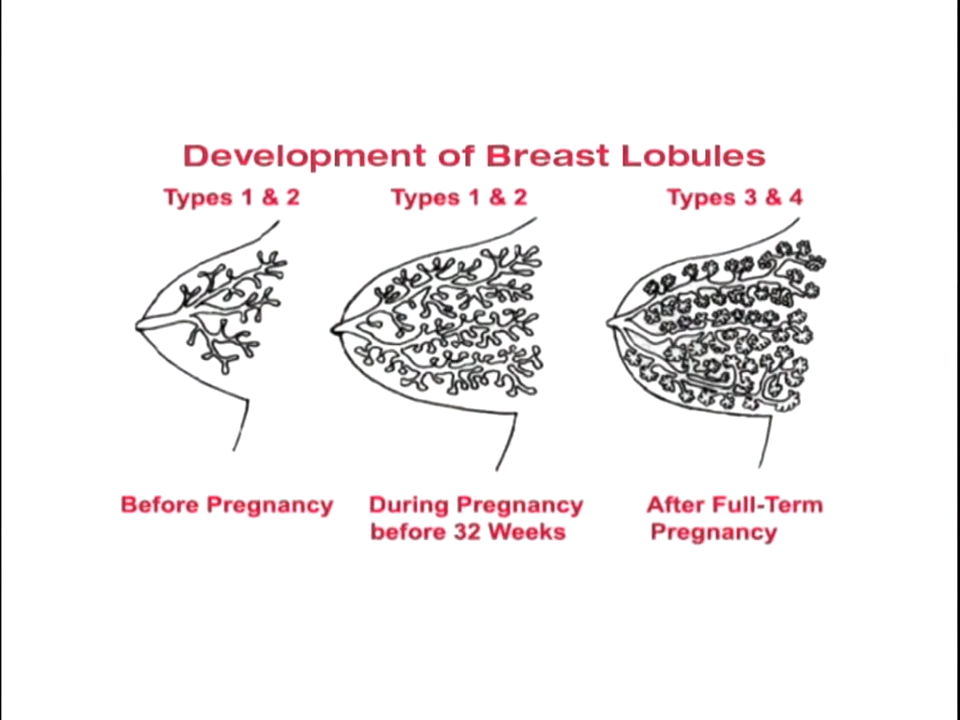 Development of Breast Lobules
Types 1 & 2
Types 1 & 2
Types 3 & 4
Before Pregnancy
During Pregnancy
before 32 Weeks
After Full-Term
Pregnancy